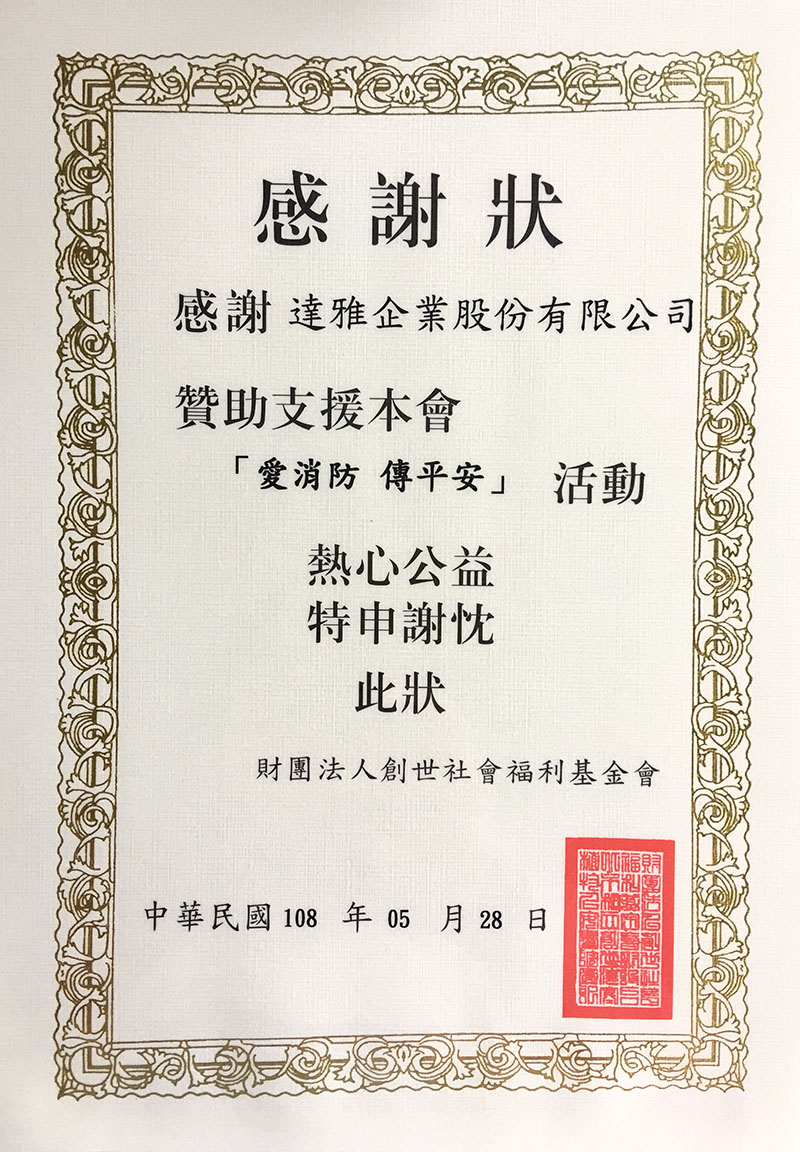 感謝狀
感謝 達雅企業股份有限公司
贊助支援本會
「愛消防 傳平安」 活動
熱心公益
特申謝忱
此狀
財團法人創世社會福利基金會
中華民國 108 年 05 月 28 日